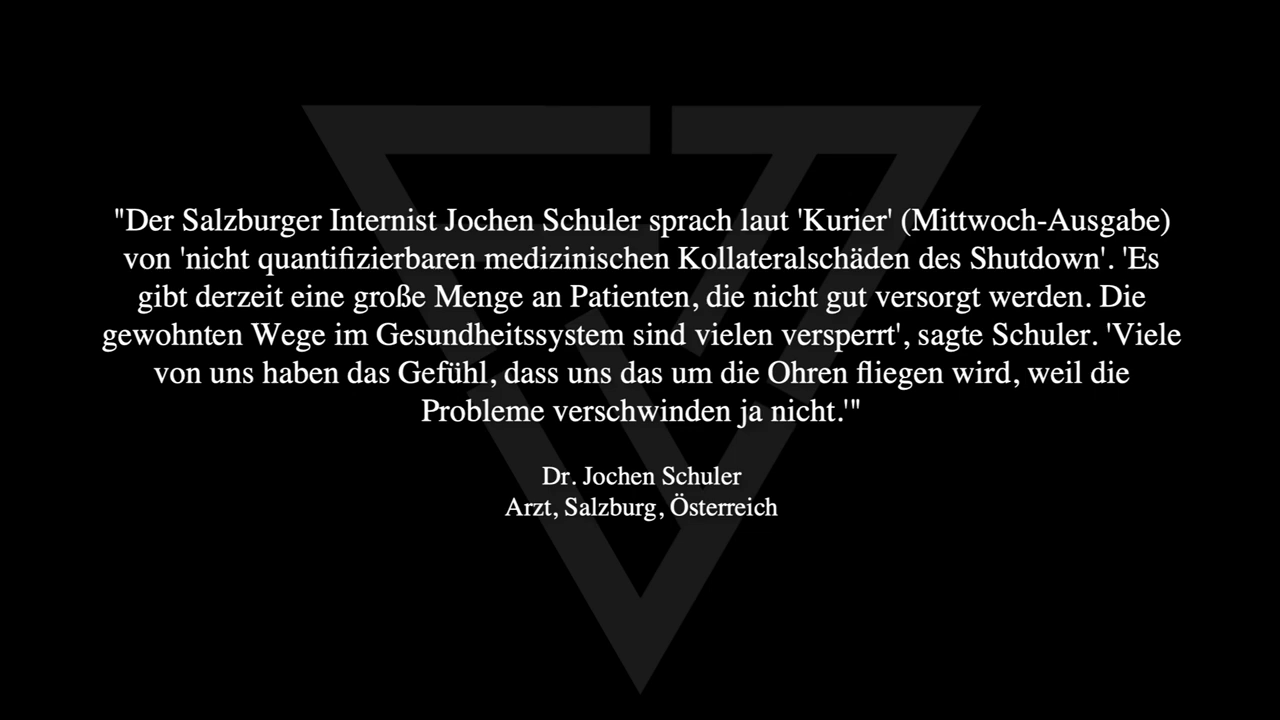 "Der Salzburger Internist Jochen Schuler sprach laut 'Kurier' (Mittwoch-Ausgabe)
von 'nicht quantifizierbaren medizinischen Kollateralschäden des Shutdown'. 'Es
gibt derzeit eine große Menge an Patienten, die nicht gut versorgt werden. Die
gewohnten Wege im Gesundheitssystem sind vielen versperrt', sagte Schuler. 'Viele
von uns haben das Gefühl, dass uns das um die Ohren fliegen wird, weil die
Probleme verschwinden ja nicht.'"
Dr. Jochen Schuler
Arzt, Salzburg, Österreich